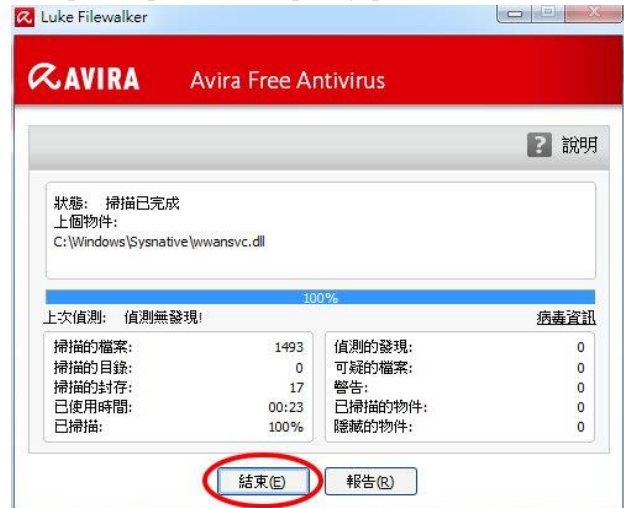 Luke Filewalker
AVIRA Avira Free Antivirus
? 說明
狀態: 掃描已完成
上個物件:
C:\Windows\Sysnative\wwansvc.dll
100%
上次偵測: 偵測無發現!
病毒資訊
掃描的檔案: 1493
掃描的目錄: 0
掃描的封存: 17
已使用時間: 00:23
已掃描: 100%
偵測的發現: 0
可疑的檔案: 0
警告: 0
已掃描的物件: 0
隱藏的物件: 0
結束(E) 報告(R)